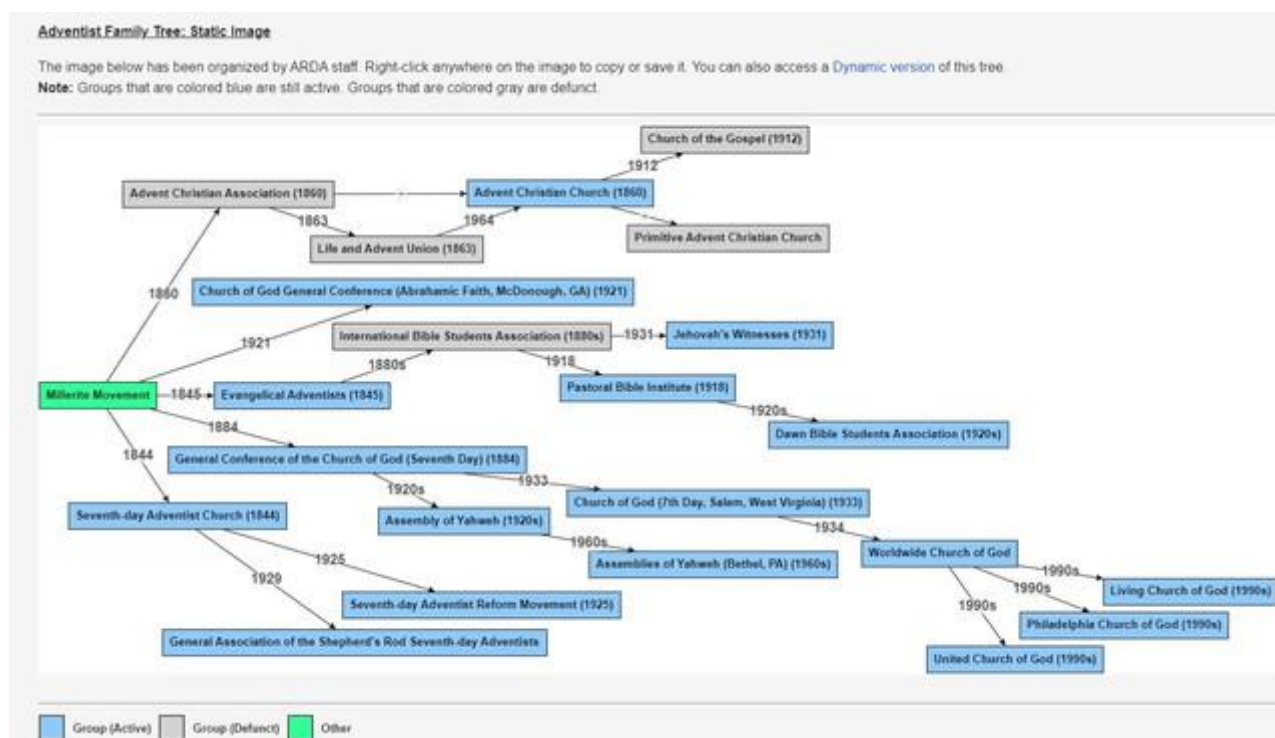 Adventist Family Tree: Static Image
The image below has been organized by ARDA staff. Right-click anywhere on the image to copy or save it. You can also access a Dynamic version of this tree.
Note: Groups that are colored blue are still active. Groups that are colored gray are defunct.
Church of the Gospel (1912)
1912
Advent Christian Association (1860)
Advent Christian Church (1860)
1863
1964
Life and Advent Union (1863)
Primitive Advent Christian Church
1860
Church of God General Conference (Abrahamic Faith, McDonough, GA) (1921)
1921
International Bible Students Association (1880s)
1931
Jehovah's Witnesses (1931)
1880s
1918
Millerite Movement
1845
Evangelical Adventists (1845)
Pastoral Bible Institute (1918)
1920s
Dawn Bible Students Association (1920s)
1884
1844
General Conference of the Church of God (Seventh Day) (1884)
1920s
1933
Church of God (7th Day, Salem, West Virginia) (1933)
Seventh-day Adventist Church (1844)
Assembly of Yahweh (1920s)
1934
1960s
Worldwide Church of God
Assemblies of Yahweh (Bethel, PA) (1960s)
1925
1929
1990s
1990s
1990s
Living Church of God (1990s)
Seventh-day Adventist Reform Movement (1925)
Philadelphia Church of God (1990s)
General Association of the Shepherd's Rod Seventh-day Adventists
United Church of God (1990s)
Group (Active) Group (Defunct) Other